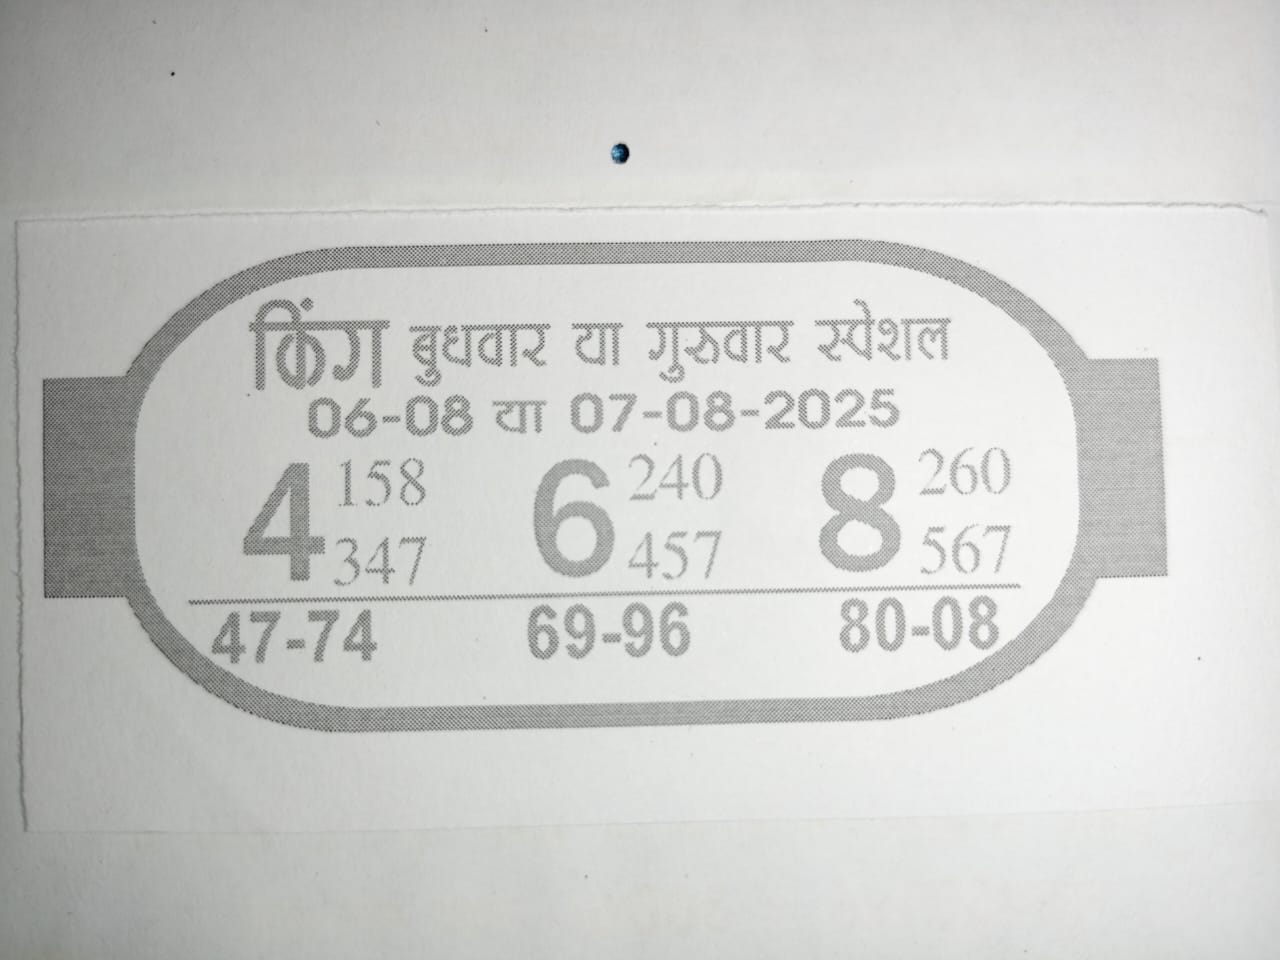 किंग बुधवार या गुरुवार स्पेशल
06-08 या 07-08-2025
4 158 347 6 240 457 8 260 567
47-74 69-96 80-08